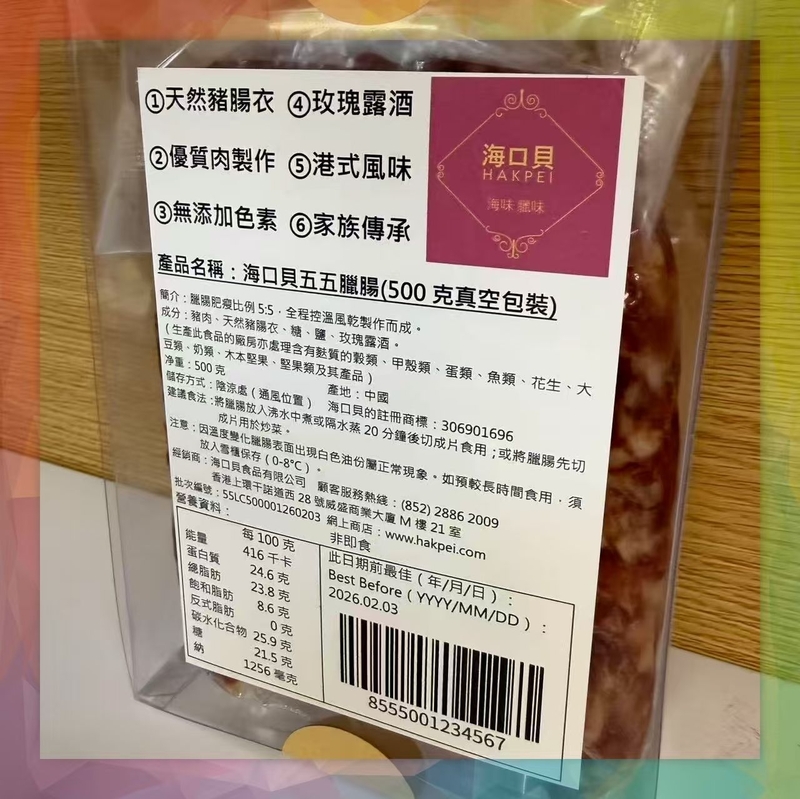 ①天然豬腸衣 ④玫瑰露酒
②優質肉製作 ⑤港式風味
③無添加色素 ⑥家族傳承
海口貝
HAKPEI
海味 臘味
產品名稱：海口貝五五臘腸(500 克真空包裝)
簡介：臘腸肥瘦比例 5:5，全程控溫風乾製作而成。
成分：豬肉、天然豬腸衣、糖、鹽、玫瑰露酒。
（生產此食品的廠房亦處理含有麩質的穀類、甲殼類、蛋類、魚類、花生、大
豆類、奶類、木本堅果、堅果類及其產品）
淨重：500 克 產地：中國
儲存方式：陰涼處（通風位置） 海口貝的註冊商標：306901696
建議食法：將臘腸放入沸水中煮或隔水蒸 20 分鐘後切成片食用；或將臘腸先切
成片用於炒菜。
注意：因溫度變化臘腸表面出現白色油份屬正常現象。如預較長時間食用，須
放入雪櫃保存（0-8°C）。
經銷商：海口貝食品有限公司 顧客服務熱線：(852) 2886 2009
香港上環干諾道西 28 號威盛商業大廈 M 樓 21 室
批次編號：55LC500001260203 網上商店：www.hakpei.com
營養資料： 非即食
每 100 克
能量 416 千卡
蛋白質 24.6 克
總脂肪 23.8 克
飽和脂肪 8.6 克
反式脂肪 0 克
碳水化合物 25.9 克
糖 21.5 克
納 1256 毫克
此日期前最佳（年/月/日）：
Best Before（YYYY/MM/DD）：
2026.02.03
8555001234567